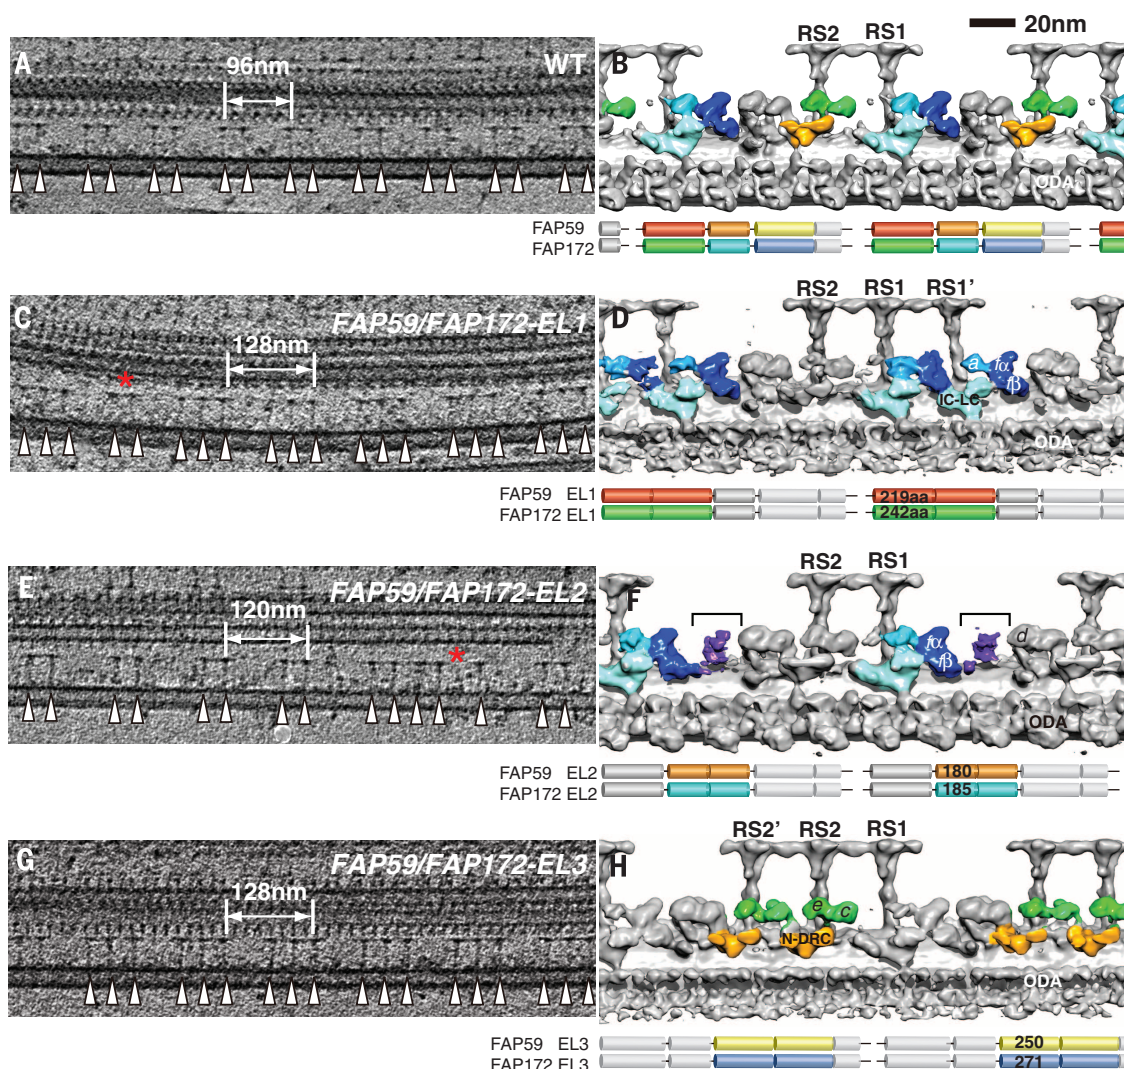 A
96nm
WT
B
RS2
RS1
20nm
ODA
FAP59
FAP172
C
FAP59/FAP172-EL1
128nm
*
D
RS2
RS1
RS1’
a
fα
fβ
IC-LC
ODA
FAP59 EL1
219aa
FAP172 EL1
242aa
E
FAP59/FAP172-EL2
120nm
*
F
RS2
RS1
fα
fβ
d
ODA
FAP59 EL2
180
FAP172 EL2
185
G
FAP59/FAP172-EL3
128nm
H
RS2’
RS2
RS1
e
c
N-DRC
ODA
FAP59 EL3
250
FAP172 EL3
271